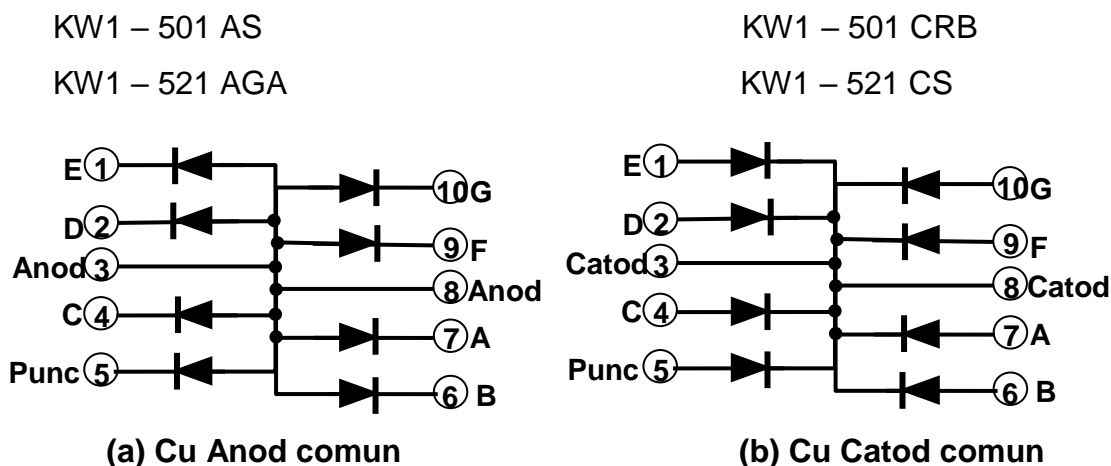 KW1 – 501 AS
KW1 – 521 AGA
E 1
10 G
D 2
9 F
Anod 3
8 Anod
C 4
7 A
Punc 5
6 B
(a) Cu Anod comun
KW1 – 501 CRB
KW1 – 521 CS
E 1
10 G
D 2
9 F
Catod 3
8 Catod
C 4
7 A
Punc 5
6 B
(b) Cu Catod comun